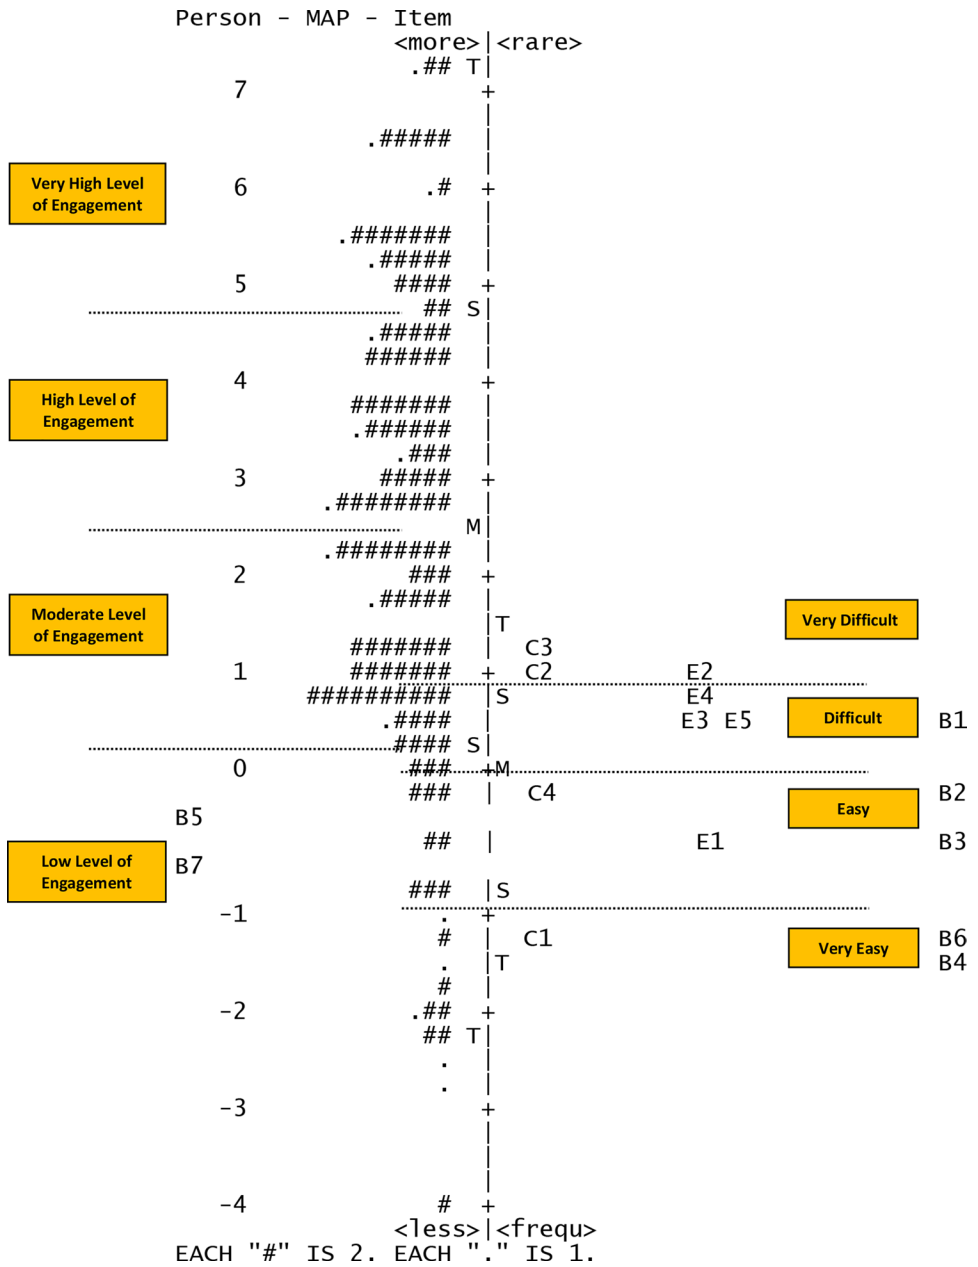 Person - MAP - Item
<more>|<rare>
.## T|
7 +
|
.##### |
|
Very High Level
of Engagement
6 .# +
|
.####### |
.##### |
5 #### +
## S|
.##### |
###### |
4 +
High Level of
Engagement
####### |
.###### |
.### |
3 ##### +
.######## |
M|
.######## |
2 ### +
.##### |
Moderate Level
of Engagement
|T
Very Difficult
####### | C3
1 ####### + C2 E2
########## |S E4
.#### | E3 E5 B1
Difficult
#### S|
0 ### +M
### | C4 B2
Easy
B5
## | E1 B3
Low Level of
Engagement
B7
### |S
-1 . +
# | C1 B6
Very Easy
. |T B4
# |
-2 .## +
## T|
. |
. |
-3 +
|
|
|
-4 # +
<less>|<frequ>
EACH "#" IS 2. EACH "." IS 1.